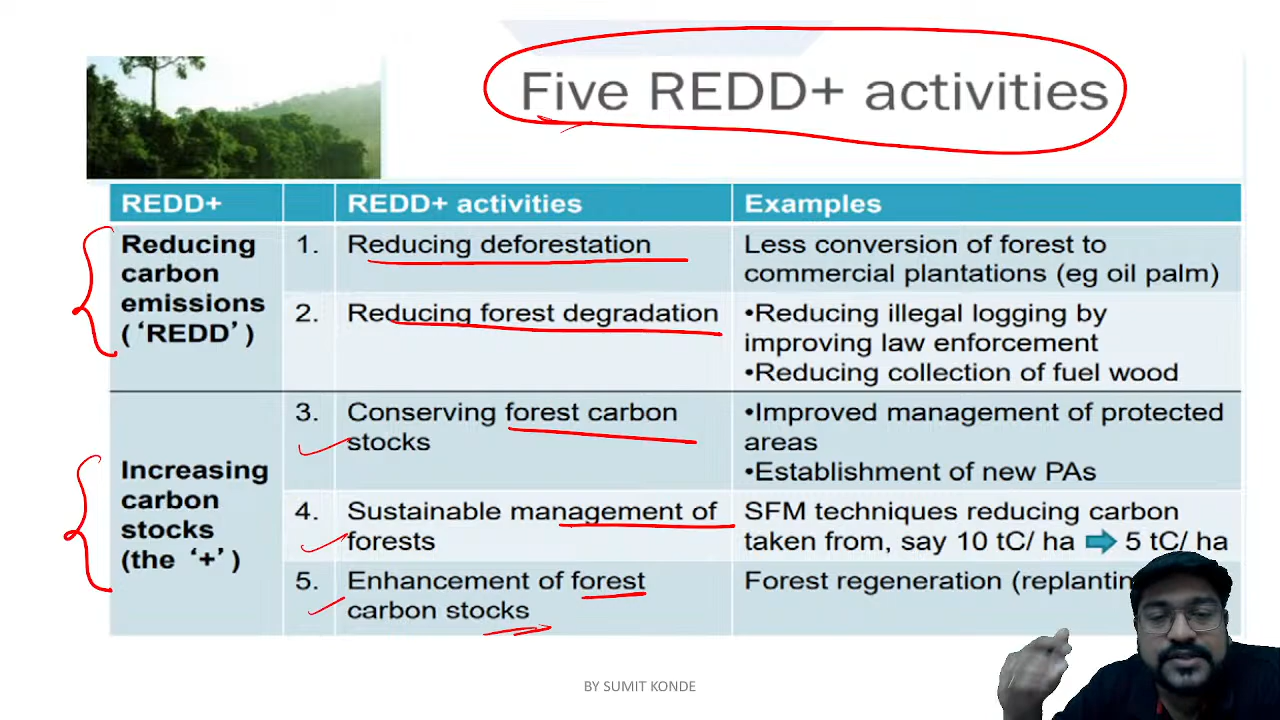 Five REDD+ activities
REDD+ REDD+ activities Examples
Reducing
carbon
emissions
(‘REDD’)
1. Reducing deforestation
Less conversion of forest to
commercial plantations (eg oil palm)
2. Reducing forest degradation
•Reducing illegal logging by
improving law enforcement
•Reducing collection of fuel wood
Increasing
carbon
stocks
(the ‘+’)
3. Conserving forest carbon
stocks
•Improved management of protected
areas
•Establishment of new PAs
4. Sustainable management of
forests
SFM techniques reducing carbon
taken from, say 10 tC/ ha 5 tC/ ha
5. Enhancement of forest
carbon stocks
Forest regeneration
BY SUMIT KONDE